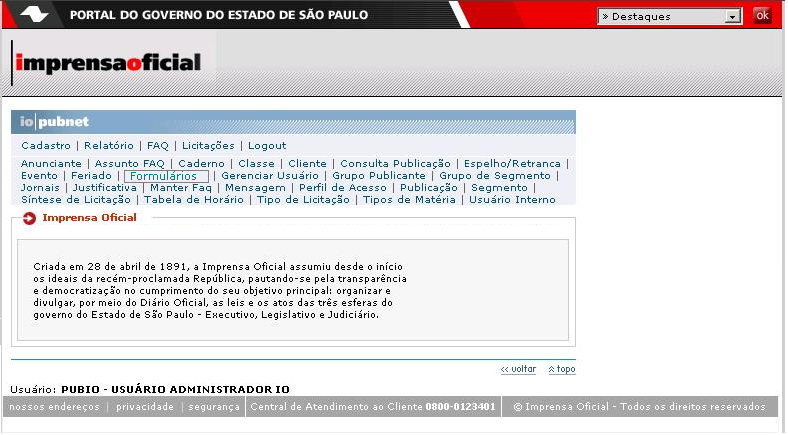 PORTAL DO GOVERNO DO ESTADO DE SÃO PAULO
» Destaques
ok
imprensaoficial
io|pubnet
Cadastro | Relatório | FAQ | Licitações | Logout
Anunciante | Assunto FAQ | Caderno | Classe | Cliente | Consulta Publicação | Espelho/Retranca |
Evento | Feriado | Formulários | Gerenciar Usuário | Grupo Publicante | Grupo de Segmento |
Jornais | Justificativa | Manter Faq | Mensagem | Perfil de Acesso | Publicação | Segmento |
Síntese de Licitação | Tabela de Horário | Tipo de Licitação | Tipos de Matéria | Usuário Interno
Imprensa Oficial
Criada em 28 de abril de 1891, a Imprensa Oficial assumiu desde o início
os ideais da recém-proclamada República, pautando-se pela transparência
e democratização no cumprimento do seu objetivo principal: organizar e
divulgar, por meio do Diário Oficial, as leis e os atos das três esferas do
governo do Estado de São Paulo - Executivo, Legislativo e Judiciário.
<< voltar
topo
Usuário: PUBIO - USUÁRIO ADMINISTRADOR IO
nossos endereços | privacidade | segurança | Central de Atendimento ao Cliente 0800-0123401 | © Imprensa Oficial - Todos os direitos reservados